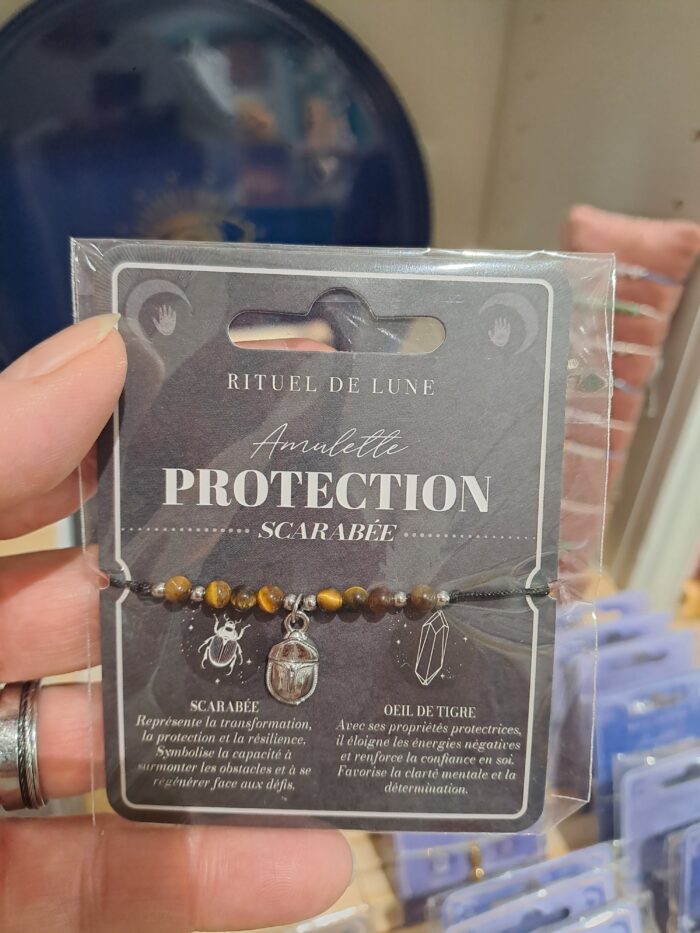 RITUEL DE LUNE
Amulette
PROTECTION
SCARABÉE
SCARABÉE
Représente la transformation,
la protection et la résilience.
Symbolise la capacité à
surmonter les obstacles et à se
régénérer face aux défis.
OEIL DE TIGRE
Avec ses propriétés protectrices,
il éloigne les énergies négatives
et renforce la confiance en soi.
Favorise la clarté mentale et la
détermination.